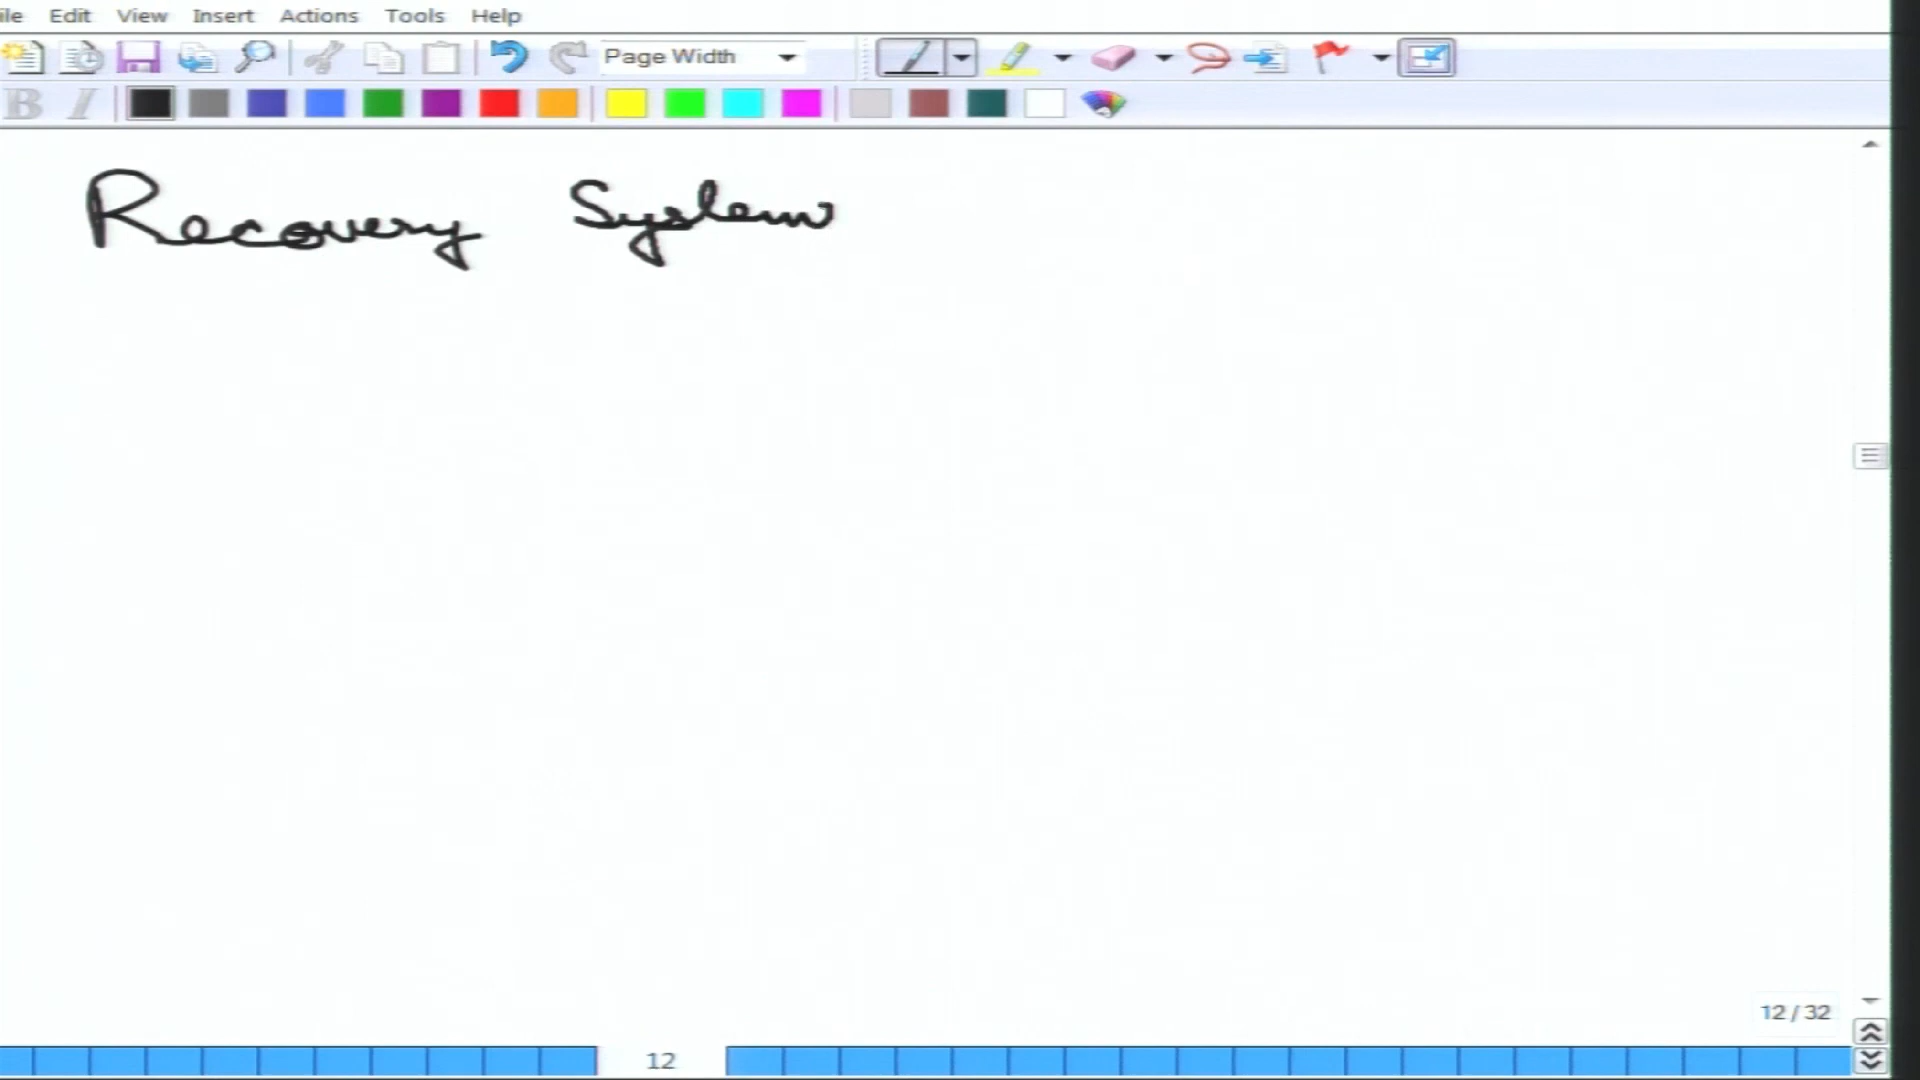 ile Edit View Insert Actions Tools Help
Page Width
B I
Recovery System
12 / 32
12